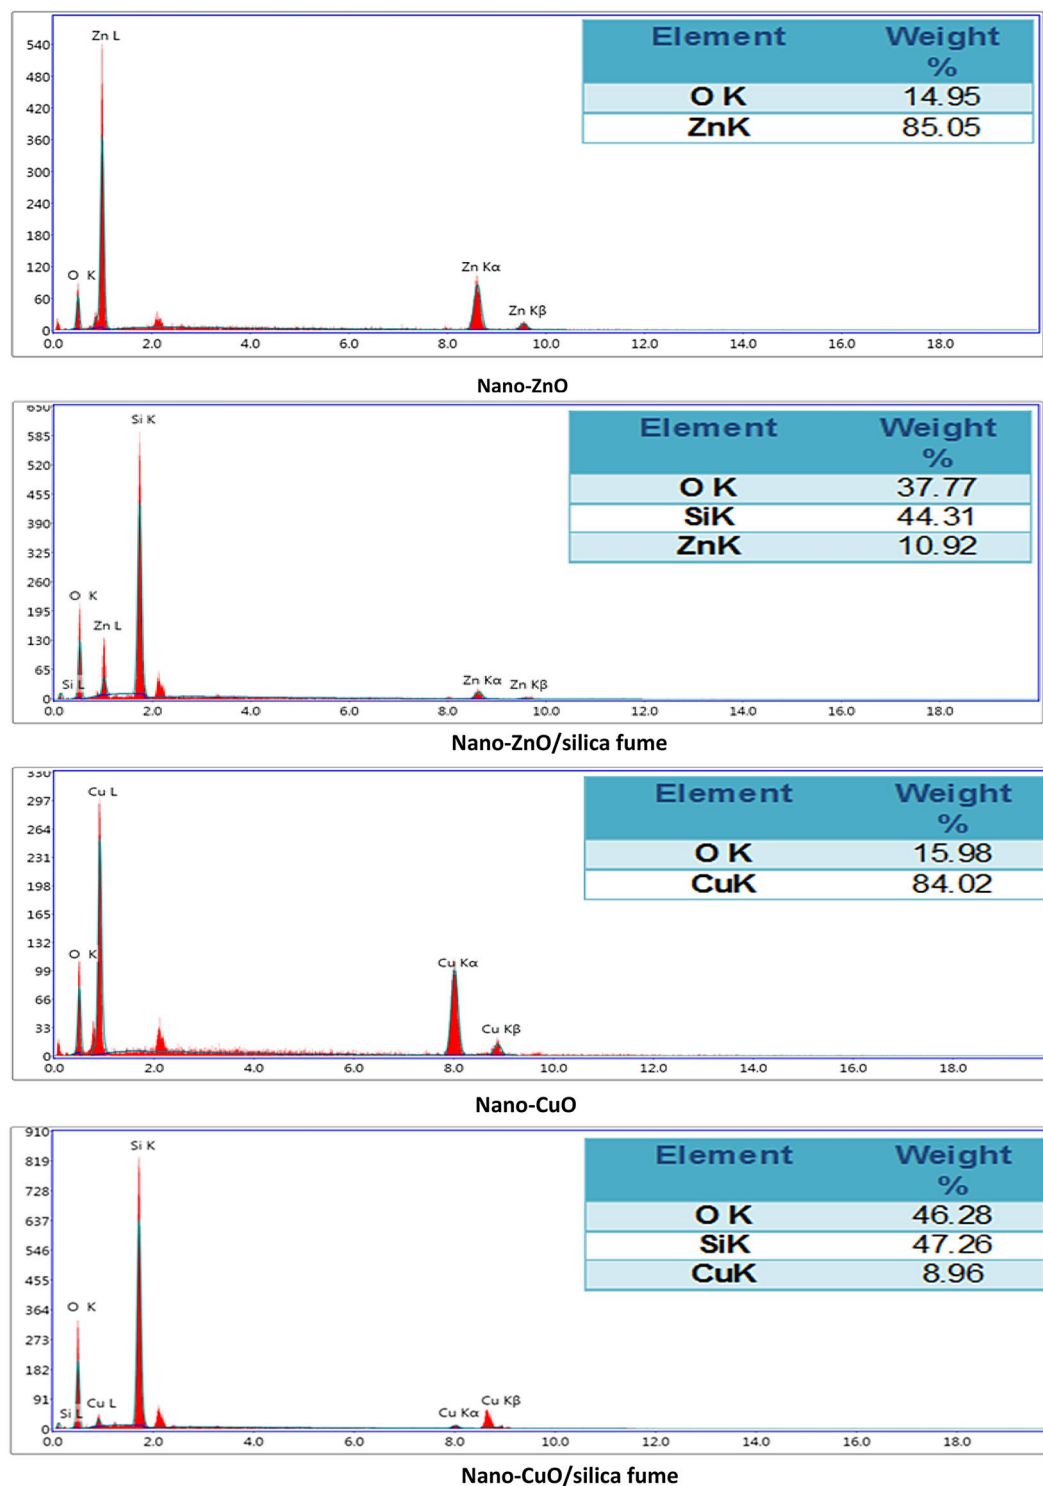 Element Weight
%
O K 14.95
ZnK 85.05
540
480
420
360
300
240
180
120
60
0
Zn L
O K
Zn Kα
Zn Kβ
0.0 2.0 4.0 6.0 8.0 10.0 12.0 14.0 16.0 18.0
Nano-ZnO
Element Weight
%
O K 37.77
SiK 44.31
ZnK 10.92
650
585
520
455
390
325
260
195
130
65
0
Si K
O K
Zn L
Si L
Zn Kα
Zn Kβ
0.0 2.0 4.0 6.0 8.0 10.0 12.0 14.0 16.0 18.0
Nano-ZnO/silica fume
Element Weight
%
O K 15.98
CuK 84.02
330
297
264
231
198
165
132
99
66
33
0
Cu L
O K
Cu Kα
Cu Kβ
0.0 2.0 4.0 6.0 8.0 10.0 12.0 14.0 16.0 18.0
Nano-CuO
Element Weight
%
O K 46.28
SiK 47.26
CuK 8.96
910
819
728
637
546
455
364
273
182
91
0
Si K
O K
Si L
Cu L
Cu Kα
Cu Kβ
0.0 2.0 4.0 6.0 8.0 10.0 12.0 14.0 16.0 18.0
Nano-CuO/silica fume